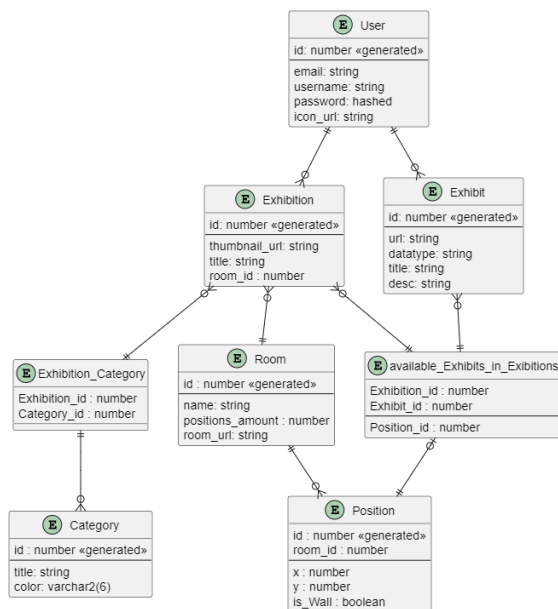 E User
id: number «generated»
email: string
username: string
password: hashed
icon_url: string
E Exhibition
id: number «generated»
thumbnail_url: string
title: string
room_id : number
E Exhibit
id: number «generated»
url: string
datatype: string
title: string
desc: string
E Exhibition_Category
Exhibition_id : number
Category_id : number
E Room
id : number «generated»
name: string
positions_amount : number
room_url: string
E available_Exhibits_in_Exibitions
Exhibition_id : number
Exhibit_id : number
Position_id : number
E Category
id : number «generated»
title: string
color: varchar2(6)
E Position
id : number «generated»
room_id : number
x : number
y : number
is_Wall : boolean